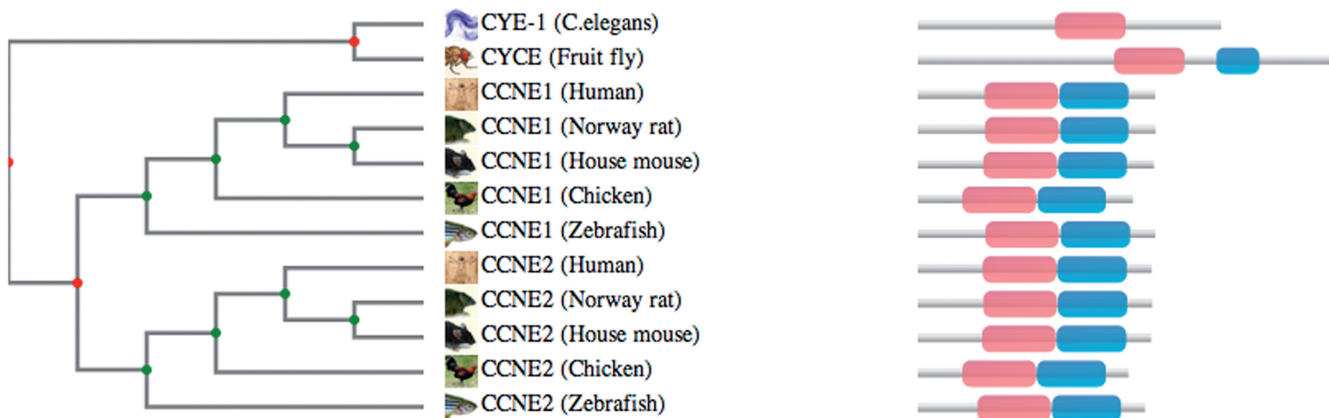 CYE-1 (C.elegans)
CYCE (Fruit fly)
CCNE1 (Human)
CCNE1 (Norway rat)
CCNE1 (House mouse)
CCNE1 (Chicken)
CCNE1 (Zebrafish)
CCNE2 (Human)
CCNE2 (Norway rat)
CCNE2 (House mouse)
CCNE2 (Chicken)
CCNE2 (Zebrafish)